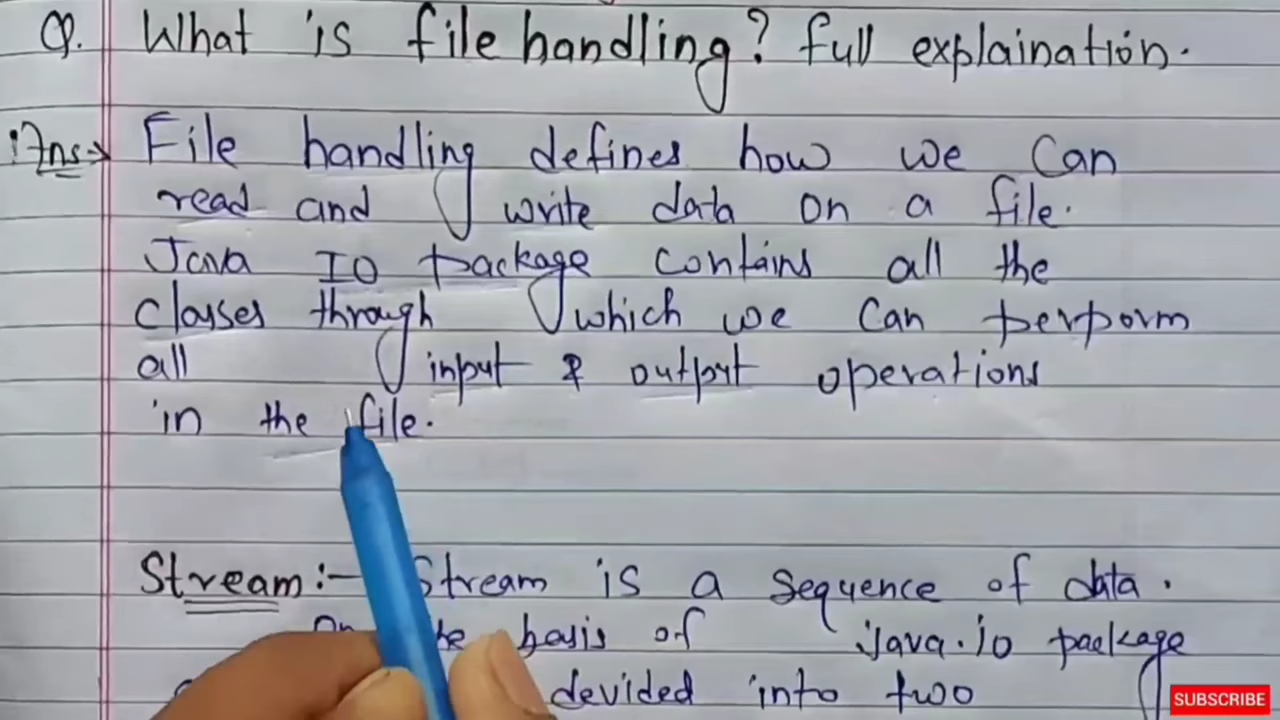 Q. What is file handling? full explaination.
Ans→ File handling defines how we can
read and write data on a file.
Java IO package contains all the
classes through which we can perporm
all input & output operations
in the file.
Stream:- Stream is a sequence of data.
On basis of java.io package
devided into two
SUBSCRIBE